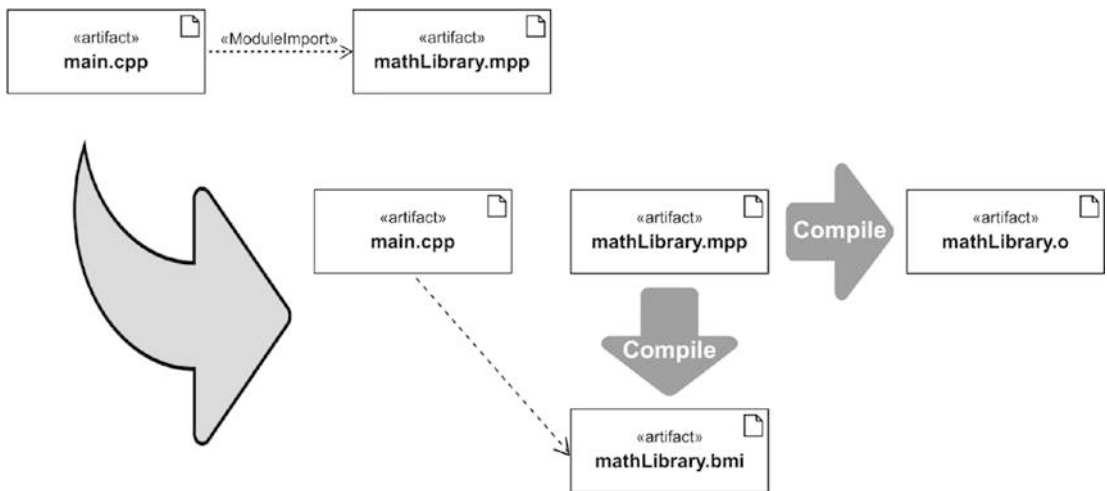 «artifact»
main.cpp
«ModuleImport»
«artifact»
mathLibrary.mpp
«artifact»
main.cpp
«artifact»
mathLibrary.mpp
Compile
«artifact»
mathLibrary.o
Compile
«artifact»
mathLibrary.bmi